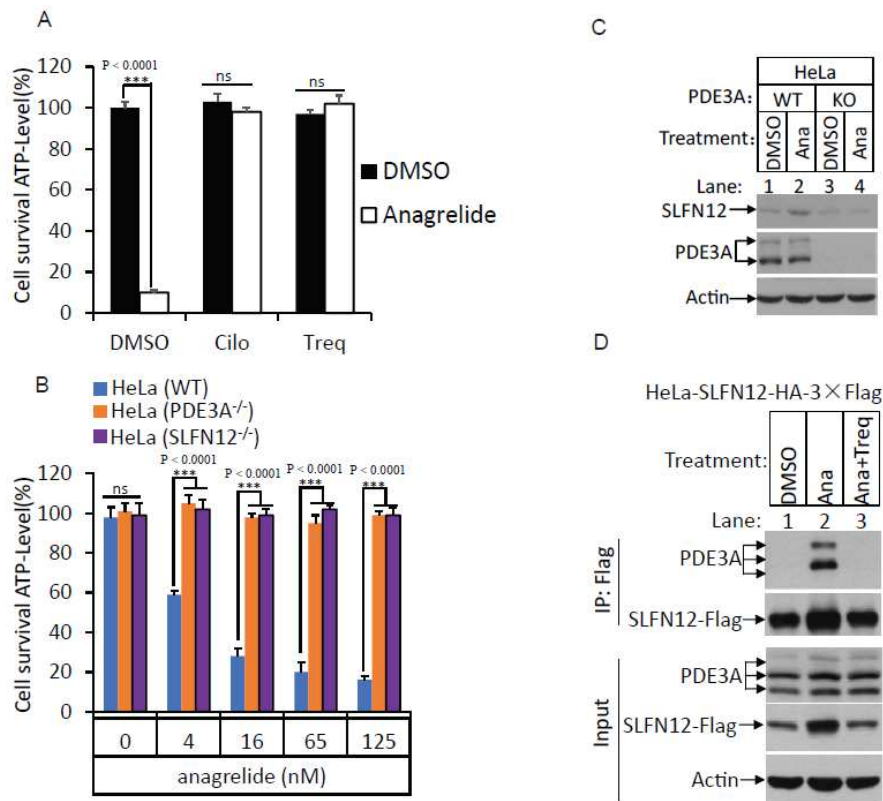 A
P < 0.0001
***
ns
ns
Cell survival ATP-Level(%)
120
100
80
60
40
20
0
DMSO
Anagrelide
DMSO Cilo Treq
B
HeLa (WT)
HeLa (PDE3A-/-)
HeLa (SLFN12-/-)
P < 0.0001 P < 0.0001 P < 0.0001 P < 0.0001
ns *** *** *** ***
Cell survival ATP-Level(%)
120
100
80
60
40
20
0
0 4 16 65 125
anagrelide (nM)
C
HeLa
PDE3A: WT KO
Treatment: DMSO Ana DMSO Ana
Lane: 1 2 3 4
SLFN12
PDE3A
Actin
D
HeLa-SLFN12-HA-3×Flag
Treatment: DMSO Ana Ana+Treq
Lane: 1 2 3
IP: Flag
PDE3A
SLFN12-Flag
Input
PDE3A
SLFN12-Flag
Actin